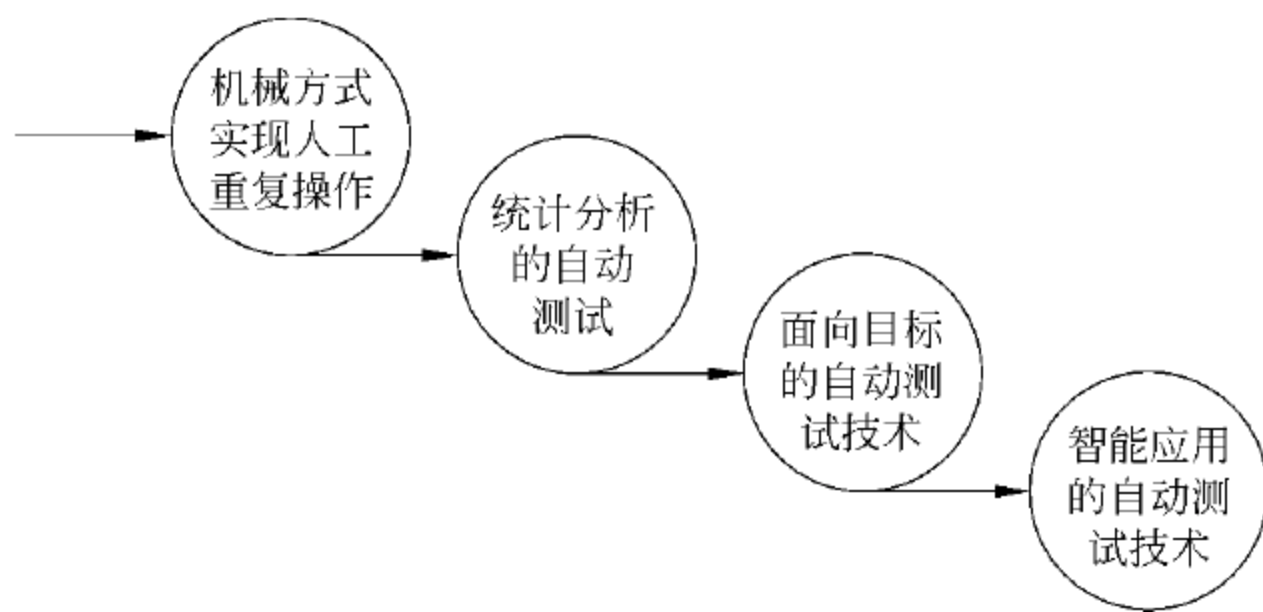 机械方式
实现人工
重复操作
统计分析
的自动
测试
面向目标
的自动测
试技术
智能应用
的自动测
试技术